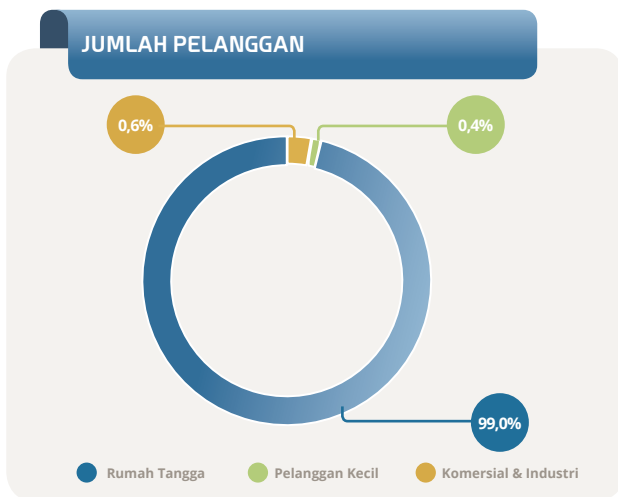 JUMLAH PELANGGAN
0,6%
0,4%
99,0%
Rumah Tangga
Pelanggan Kecil
Komersial & Industri